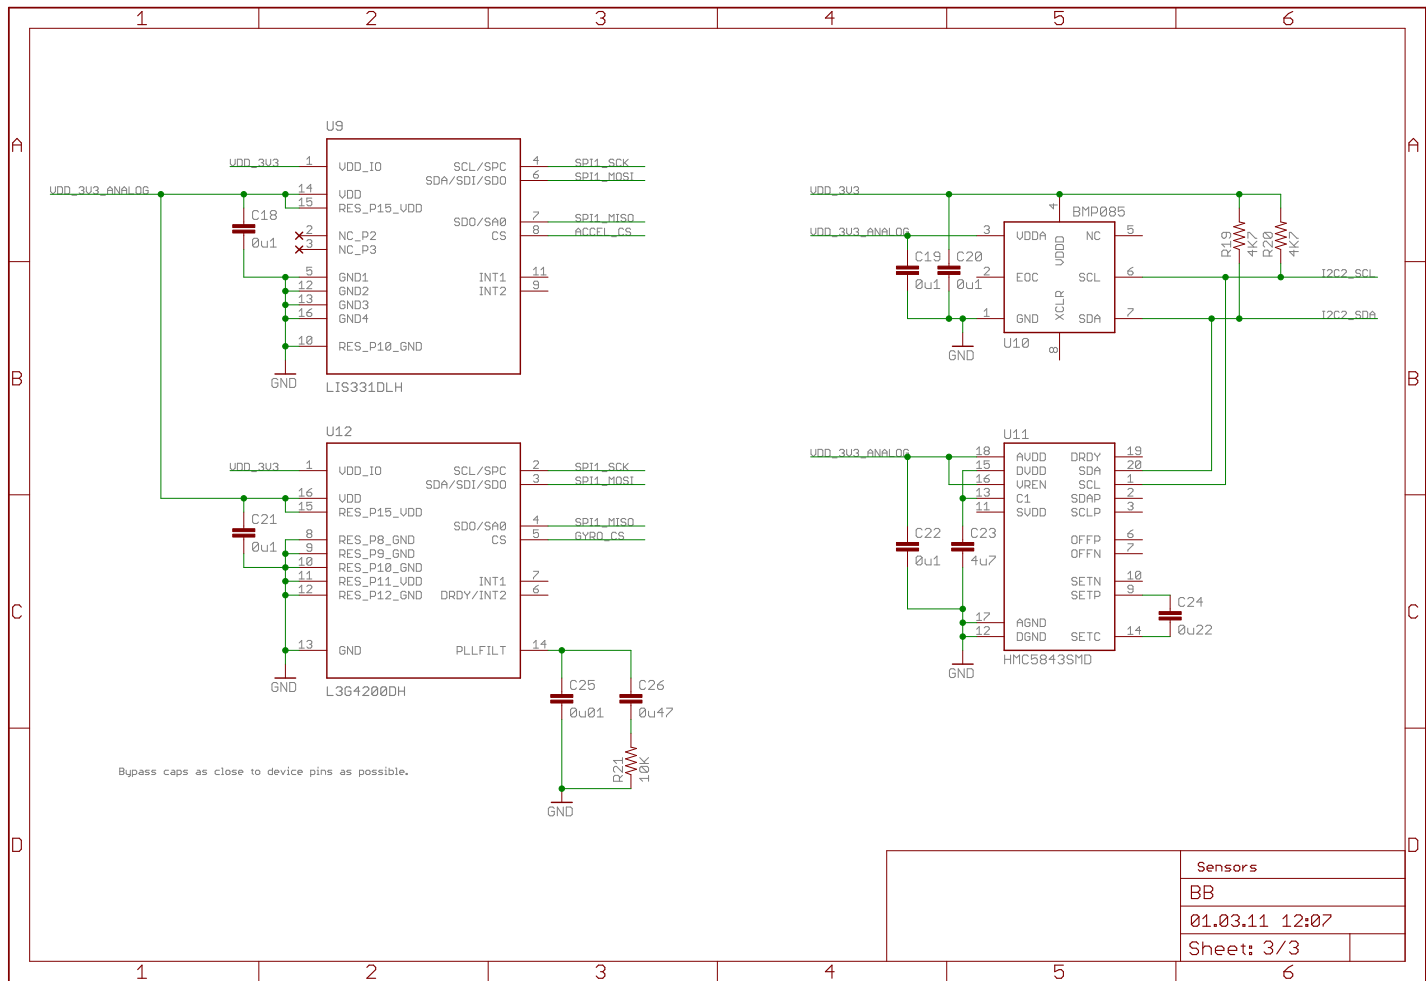 1 2 3 4 5 6
A A
B B
C C
D D
U9
VDD_3V3 1 VDD_IO SCL/SPC 4 SPI1_SCK
SDA/SDI/SDO 6 SPI1_MOSI
VDD_3V3_ANALOG 14 VDD
15 RES_P15_VDD
C18
0u1
SDO/SA0 7 SPI1_MISO
2 NC_P2 CS 8 ACCEL_CS
3 NC_P3
5 GND1 INT1 11
12 GND2 INT2 9
13 GND3
16 GND4
10 RES_P10_GND
GND
LIS331DLH
U12
VDD_3V3 1 VDD_IO SCL/SPC 2 SPI1_SCK
SDA/SDI/SDO 3 SPI1_MOSI
16 VDD
15 RES_P15_VDD
C21
0u1
SDO/SA0 4 SPI1_MISO
8 RES_P8_GND CS 5 GYRO_CS
9 RES_P9_GND
10 RES_P10_GND
11 RES_P11_VDD INT1 7
12 RES_P12_GND DRDY/INT2 6
13 GND PLLFILT 14
GND
L3G4200DH
C25
0u01
C26
0u47
R21
10K
GND
Bypass caps as close to device pins as possible.
VDD_3V3
4
BMP085
VDD_3V3_ANALOG 3 VDDA VDDD NC 5
R19
4K7
R20
4K7
C19
0u1
C20
0u1
2 EOC SCL 6 I2C2_SCL
1 GND XCLR SDA 7 I2C2_SDA
GND
U10
8
U11
VDD_3V3_ANALOG 18 AVDD DRDY 19
15 DVDD SDA 20
16 VREN SCL 1
13 C1 SDAP 2
11 SVDD SCLP 3
C22
0u1
C23
4u7
OFFP 6
OFFN 7
SETN 10
SETP 9
C24
0u22
17 AGND
12 DGND SETC 14
GND
HMC5843SMD
Sensors
BB
01.03.11 12:07
Sheet: 3/3
1 2 3 4 5 6